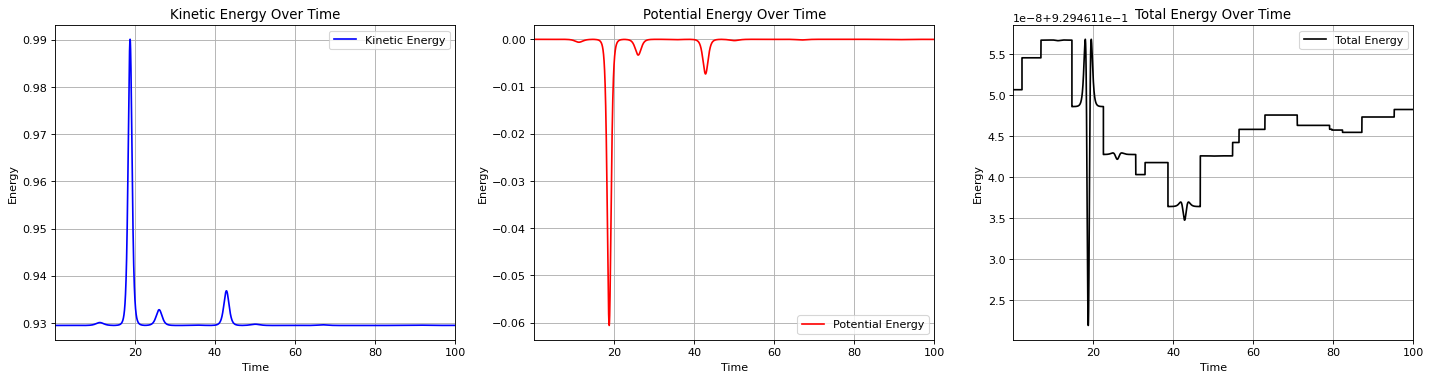 Kinetic Energy Over Time
Energy
0.99
0.98
0.97
0.96
0.95
0.94
0.93
Kinetic Energy
20
40
60
80
100
Time
Potential Energy Over Time
Energy
0.00
−0.01
−0.02
−0.03
−0.04
−0.05
−0.06
Potential Energy
20
40
60
80
100
Time
1e−8+9.294611e−1
Total Energy Over Time
Energy
5.5
5.0
4.5
4.0
3.5
3.0
2.5
Total Energy
20
40
60
80
100
Time